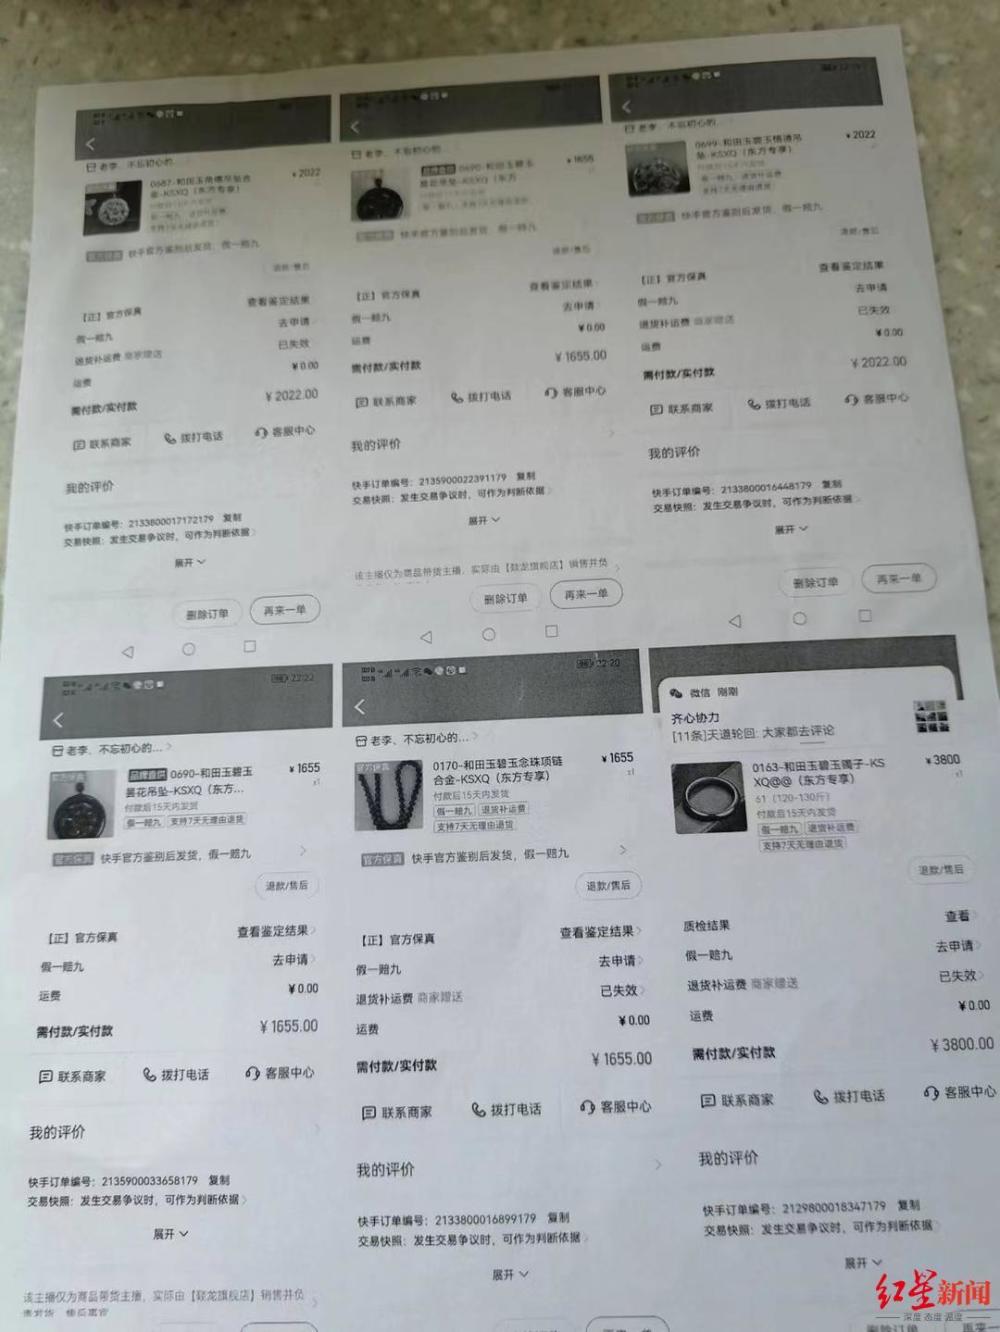 老李、不忘初心的...
0687-和田玉
金-KSXQ（东方专享）
¥2022
官方保真 快手官方鉴别后发货，假一赔九
退款/售后
【正】官方保真
查看鉴定结果
假一赔九
去申请
退货补运费 商家赠送
已失效
运费
¥0.00
需付款/实付款
¥2022.00
联系商家
拨打电话
客服中心
我的评价
快手订单编号：2133800017172179 复制
交易快照：发生交易争议时，可作为判断依据
展开
删除订单
再来一单
老李、不忘初心的...
品牌直供 0690-和田玉碧玉
昙花吊坠-KSXQ（东方
¥1655
快手官方鉴别后发货，假一赔九
退款/售后
【正】官方保真
查看鉴定结果
假一赔九
去申请
运费
¥0.00
需付款/实付款
¥1655.00
联系商家
拨打电话
客服中心
我的评价
快手订单编号：2135900022391179 复制
交易快照：发生交易争议时，可作为判断依据
展开
该主播仅为商品带货主播，实际由【燚龙旗舰店】销售并负
删除订单
再来一单
老李、不忘初心的...
0699-和田玉碧玉情道吊
坠-KSXQ（东方专享）
¥2022
假一赔九 退货补运费
支持7天无理由退货
官方保真 快手官方鉴别后发货，假一赔九
退款/售后
【正】官方保真
查看鉴定结果
假一赔九
去申请
退货补运费 商家赠送
已失效
运费
¥0.00
需付款/实付款
¥2022.00
联系商家
拨打电话
客服中心
我的评价
快手订单编号：2133800016448179 复制
交易快照：发生交易争议时，可作为判断依据
展开
删除订单
再来一单
22:22
老李、不忘初心的...
官方保真
品牌直供 0690-和田玉碧玉
昙花吊坠-KSXQ（东方...
¥1655
x1
付款后15天内发货
假一赔九 支持7天无理由退货
官方保真 快手官方鉴别后发货，假一赔九
退款/售后
【正】官方保真
查看鉴定结果
假一赔九
去申请
运费
¥0.00
需付款/实付款
¥1655.00
联系商家
拨打电话
客服中心
我的评价
快手订单编号：2135900033658179 复制
交易快照：发生交易争议时，可作为判断依据
展开
该主播仅为商品带货主播，实际由【燚龙旗舰店】销售并负
22:20
老李、不忘初心的...
官方保真
0170-和田玉碧玉念珠项链
合金-KSXQ（东方专享）
¥1655
x1
付款后15天内发货
假一赔九 退货补运费
支持7天无理由退货
官方保真 快手官方鉴别后发货，假一赔九
退款/售后
【正】官方保真
查看鉴定结果
假一赔九
去申请
退货补运费 商家赠送
已失效
运费
¥0.00
需付款/实付款
¥1655.00
联系商家
拨打电话
客服中心
我的评价
快手订单编号：2133800016899179 复制
交易快照：发生交易争议时，可作为判断依据
展开
微信 刚刚
齐心协力
[11条]天道轮回: 大家都去评论
0163-和田玉碧玉镯子-KS
XQ@@（东方专享）
¥3800
x1
61（120-130斤）
付款后15天内发货
假一赔九 退货补运费
支持7天无理由退货
退款/售后
质检结果
查看
假一赔九
去申请
退货补运费 商家赠送
已失效
运费
¥0.00
需付款/实付款
¥3800.00
联系商家
拨打电话
客服中心
我的评价
快手订单编号：2129800018347179 复制
交易快照：发生交易争议时，可作为判断依据
展开
删除订单
红星新闻
深度 态度 温度